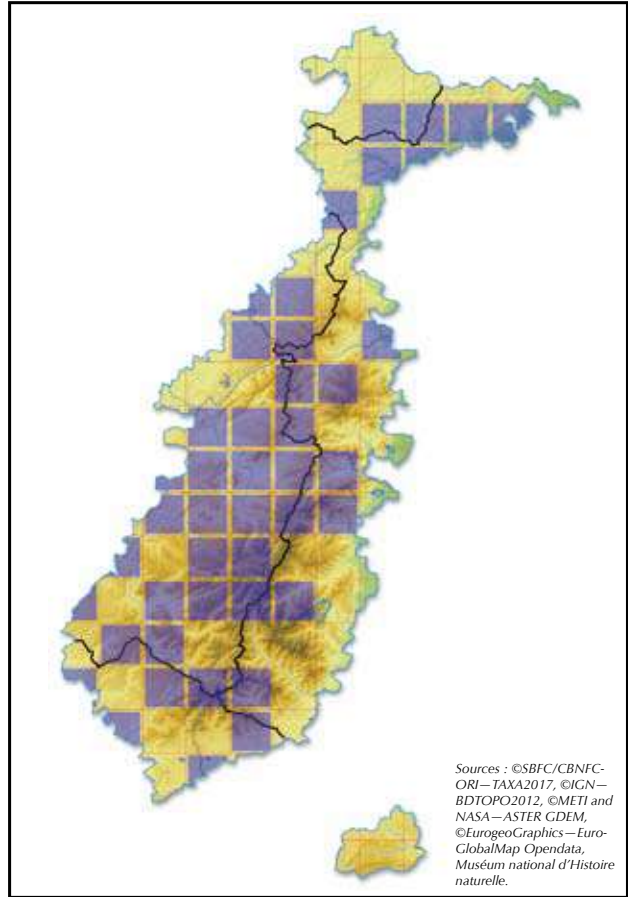 Sources : ©SBFC/CBNFC-
ORI—TAXA2017, ©IGN—
BDTOPO2012, ©METI and
NASA—ASTER GDEM,
©EurogeoGraphics—Euro-
GlobalMap Opendata,
Muséum national d’Histoire
naturelle.